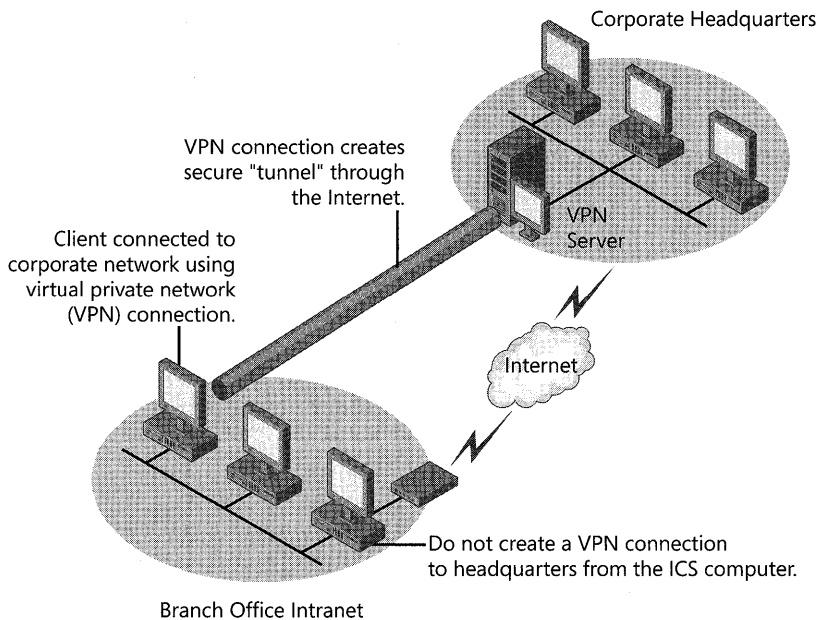 Corporate Headquarters
VPN connection creates
secure "tunnel" through
the Internet.
VPN
Server
Client connected to
corporate network using
virtual private network
(VPN) connection.
Internet
Do not create a VPN connection
to headquarters from the ICS computer.
Branch Office Intranet